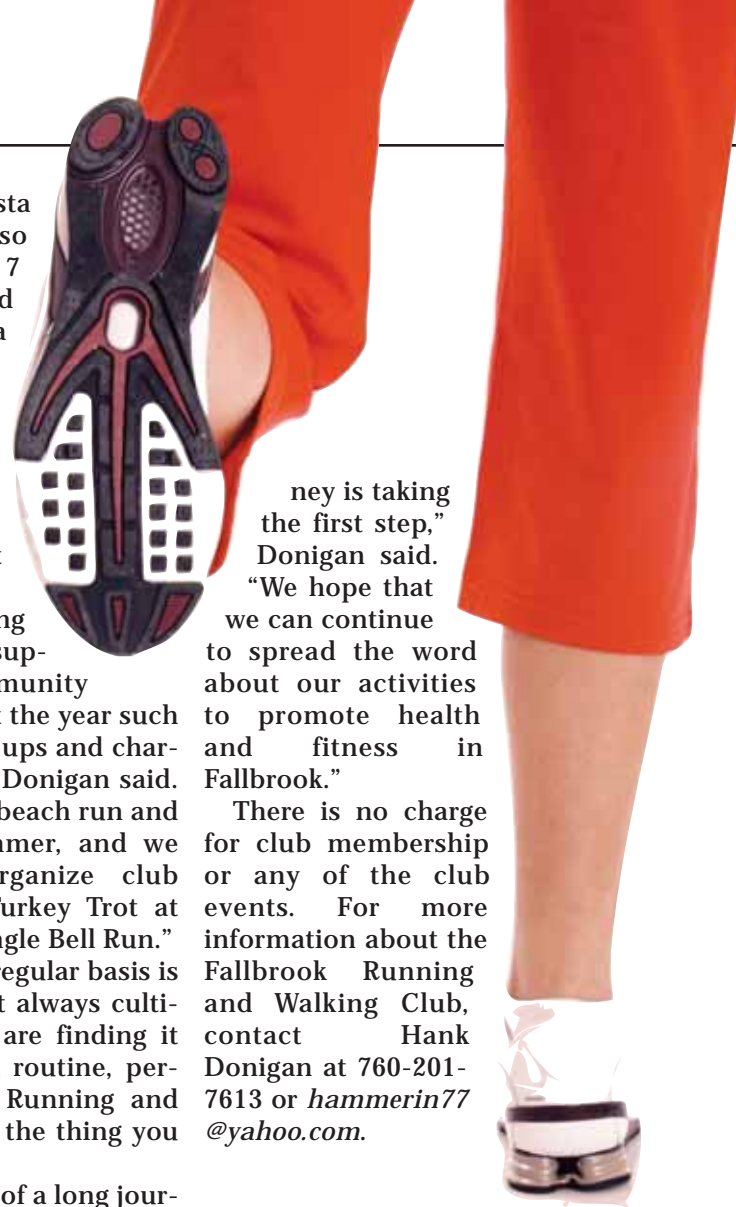 sta
so
7
d
a
ng
sup-
munity
the year such
ups and char-
Donigan said.
beach run and
mer, and we
rganize club
urkey Trot at
ngle Bell Run.”
regular basis is
t always culti-
are finding it
routine, per-
Running and
the thing you
of a long jour-
ney is taking
the first step,”
Donigan said.
“We hope that
we can continue
to spread the word
about our activities
to promote health
and fitness in
Fallbrook.”
There is no charge
for club membership
or any of the club
events. For more
information about the
Fallbrook Running
and Walking Club,
contact Hank
Donigan at 760-201-
7613 or hammerin77
@yahoo.com.